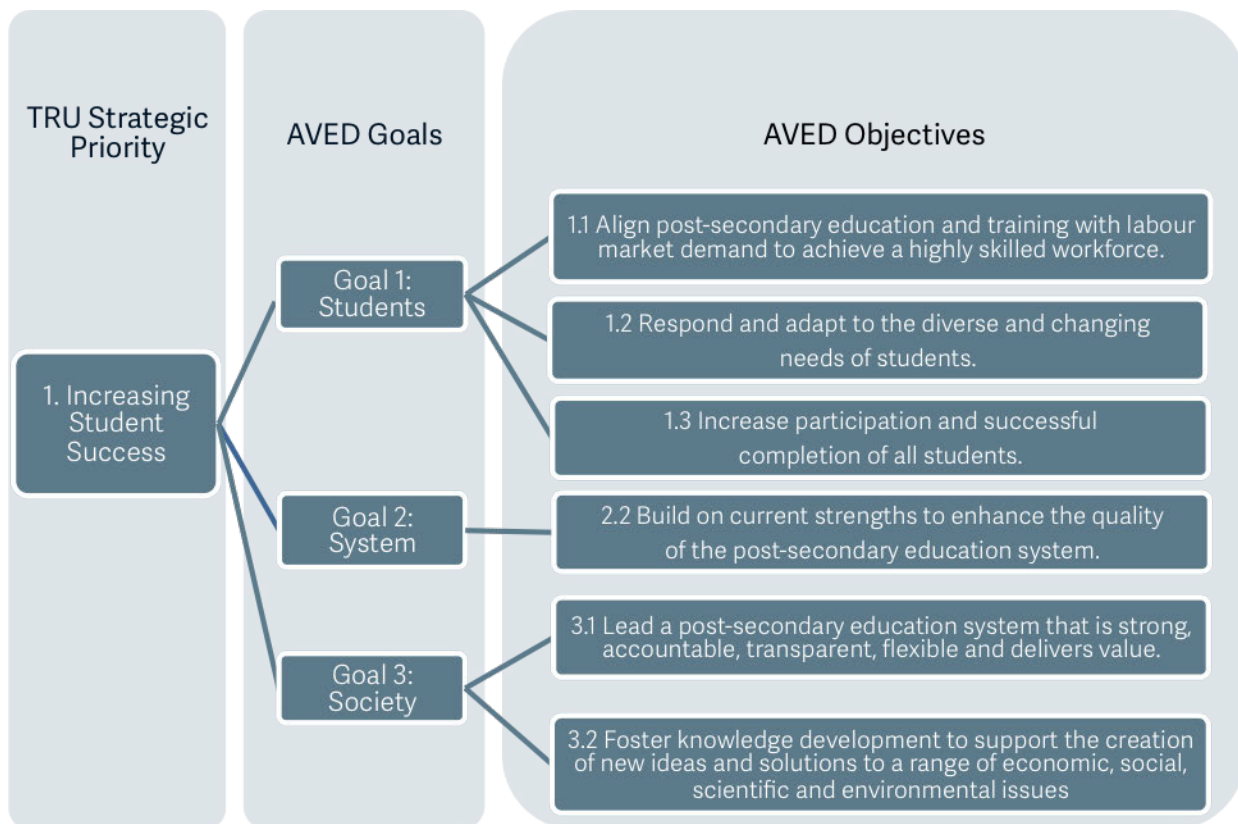 TRU Strategic
Priority
AVED Goals
AVED Objectives
1. Increasing
Student
Success
Goal 1:
Students
1.1 Align post-secondary education and training with labour
market demand to achieve a highly skilled workforce.
1.2 Respond and adapt to the diverse and changing
needs of students.
1.3 Increase participation and successful
completion of all students.
Goal 2:
System
2.2 Build on current strengths to enhance the quality
of the post-secondary education system.
Goal 3:
Society
3.1 Lead a post-secondary education system that is strong,
accountable, transparent, flexible and delivers value.
3.2 Foster knowledge development to support the creation
of new ideas and solutions to a range of economic, social,
scientific and environmental issues